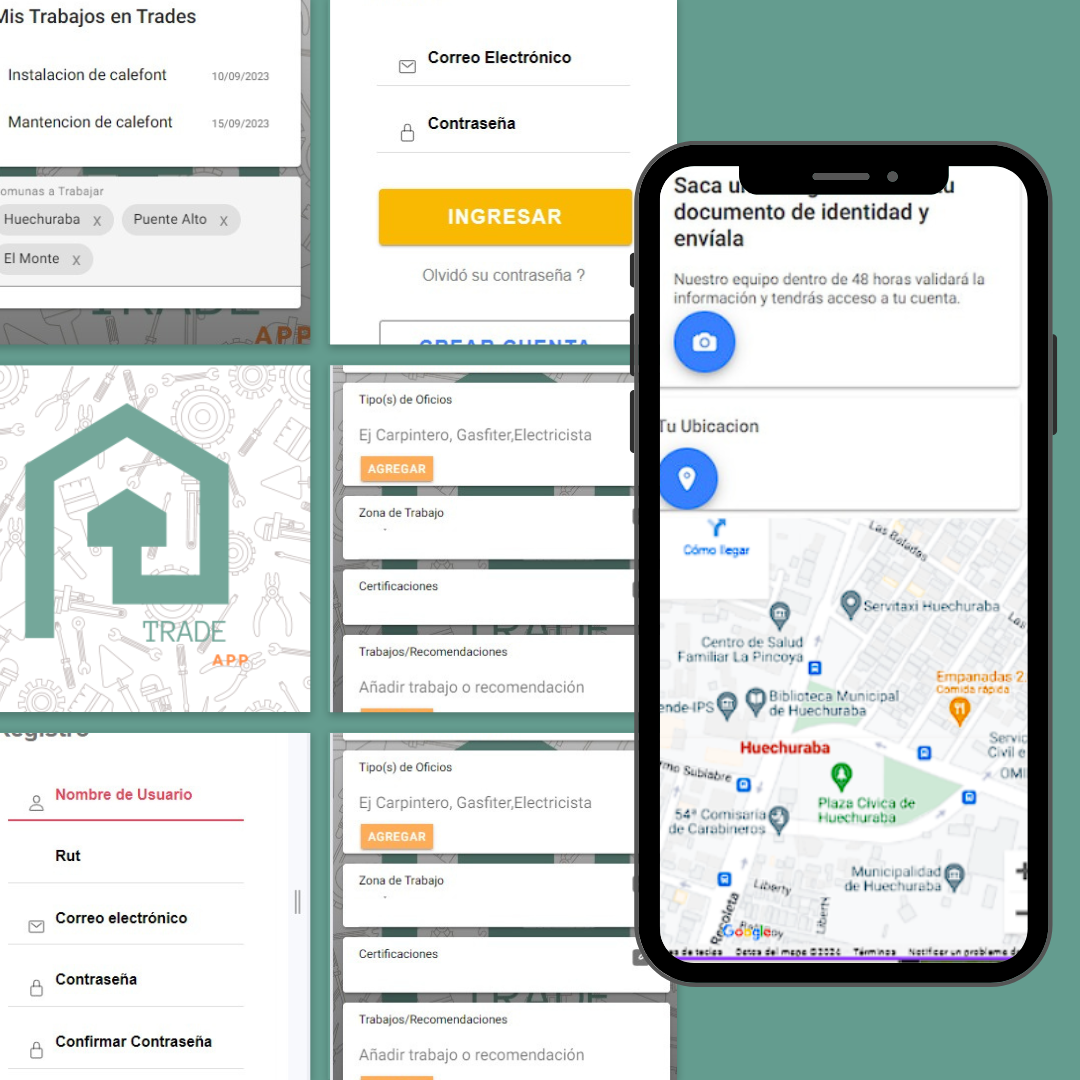 Mis Trabajos en Trades
Instalacion de calefont
10/09/2023
Mantencion de calefont
15/09/2023
omunas a Trabajar
Huechuraba x
Puente Alto x
El Monte x
TRADE
APP
Correo Electrónico
Contraseña
INGRESAR
Olvidó su contraseña ?
CREAR CUENTA
TRADE
APP
Tipo(s) de Oficios
Ej Carpintero, Gasfiter,Electricista
AGREGAR
Zona de Trabajo
-
Certificaciones
TRADE
Trabajos/Recomendaciones
Añadir trabajo o recomendación
Registro
Nombre de Usuario
Rut
Correo electrónico
Contraseña
Confirmar Contraseña
Tipo(s) de Oficios
Ej Carpintero, Gasfiter,Electricista
AGREGAR
Zona de Trabajo
-
Certificaciones
TRADE
Trabajos/Recomendaciones
Añadir trabajo o recomendación
Saca
documento de identidad y
envíala
Nuestro equipo dentro de 48 horas validará la
información y tendrás acceso a tu cuenta.
Tu Ubicacion
Cómo llegar
Las Beladas
Servitaxi Huechuraba
Las
Centro de Salud
Familiar La Pincoya
Empanadas 2
Comida rápida
ende-IPS
Biblioteca Municipal
de Huechuraba
Servic
Civil e
OMI
Huechuraba
mo Subiabre
Plaza Cívica de
Huechuraba
54° Comisaría
de Carabineros
Municipalidad
de Huechuraba
Liberty
Liberty
Recoleta
Google
+
−
Datos del mapa ©2024
Términos
Notificar un problema de